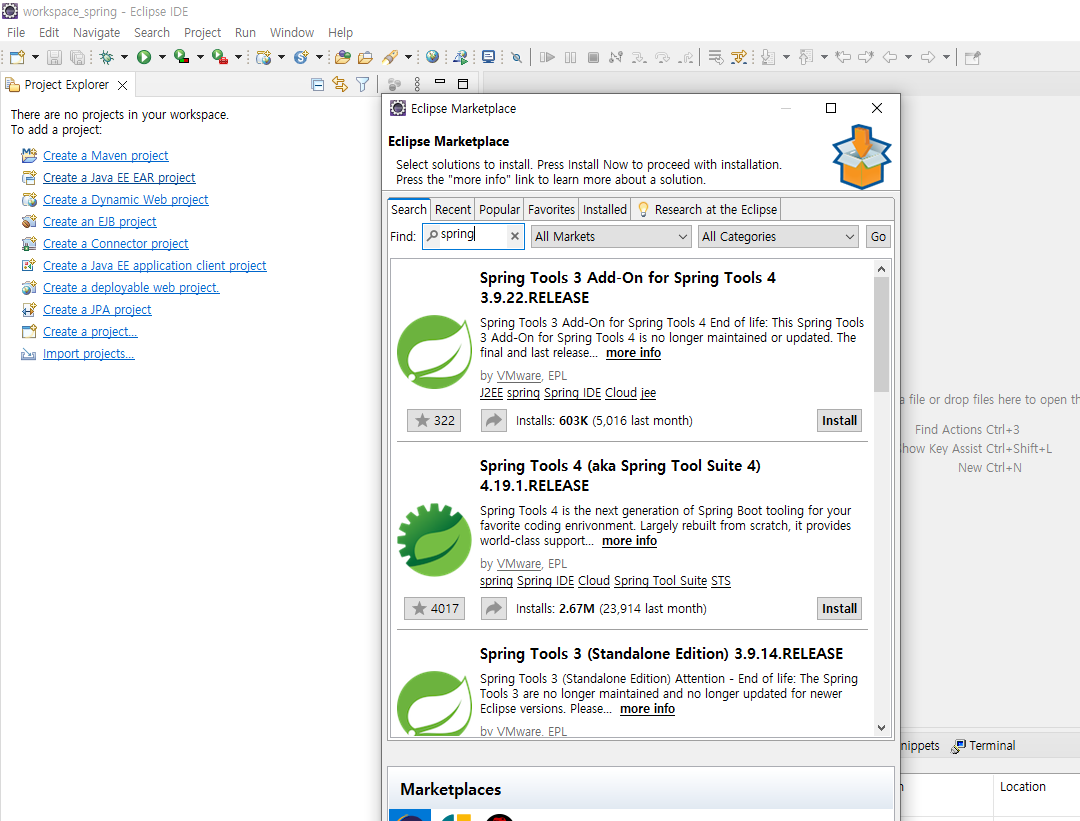 workspace_spring - Eclipse IDE
File Edit Navigate Search Project Run Window Help
Project Explorer
There are no projects in your workspace.
To add a project:
Create a Maven project
Create a Java EE EAR project
Create a Dynamic Web project
Create an EJB project
Create a Connector project
Create a Java EE application client project
Create a deployable web project.
Create a JPA project
Create a project...
Import projects...
Eclipse Marketplace
Eclipse Marketplace
Select solutions to install. Press Install Now to proceed with installation.
Press the "more info" link to learn more about a solution.
Search Recent Popular Favorites Installed Research at the Eclipse
Find: spring All Markets All Categories Go
Spring Tools 3 Add-On for Spring Tools 4
3.9.22.RELEASE
Spring Tools 3 Add-On for Spring Tools 4 End of life: This Spring Tools
3 Add-On for Spring Tools 4 is no longer maintained or updated. The
final and last release... more info
by VMware, EPL
J2EE spring Spring IDE Cloud jee
322 Installs: 603K (5,016 last month) Install
Spring Tools 4 (aka Spring Tool Suite 4)
4.19.1.RELEASE
Spring Tools 4 is the next generation of Spring Boot tooling for your
favorite coding enrivonment. Largely rebuilt from scratch, it provides
world-class support... more info
by VMware, EPL
spring Spring IDE Cloud Spring Tool Suite STS
4017 Installs: 2.67M (23,914 last month) Install
Spring Tools 3 (Standalone Edition) 3.9.14.RELEASE
Spring Tools 3 (Standalone Edition) Attention - End of life: The Spring
Tools 3 are no longer maintained and no longer updated for newer
Eclipse versions. Please... more info
by VMware, EPL
Marketplaces
a file or drop files here to open th
Find Actions Ctrl+3
how Key Assist Ctrl+Shift+L
New Ctrl+N
nippets Terminal
n Location